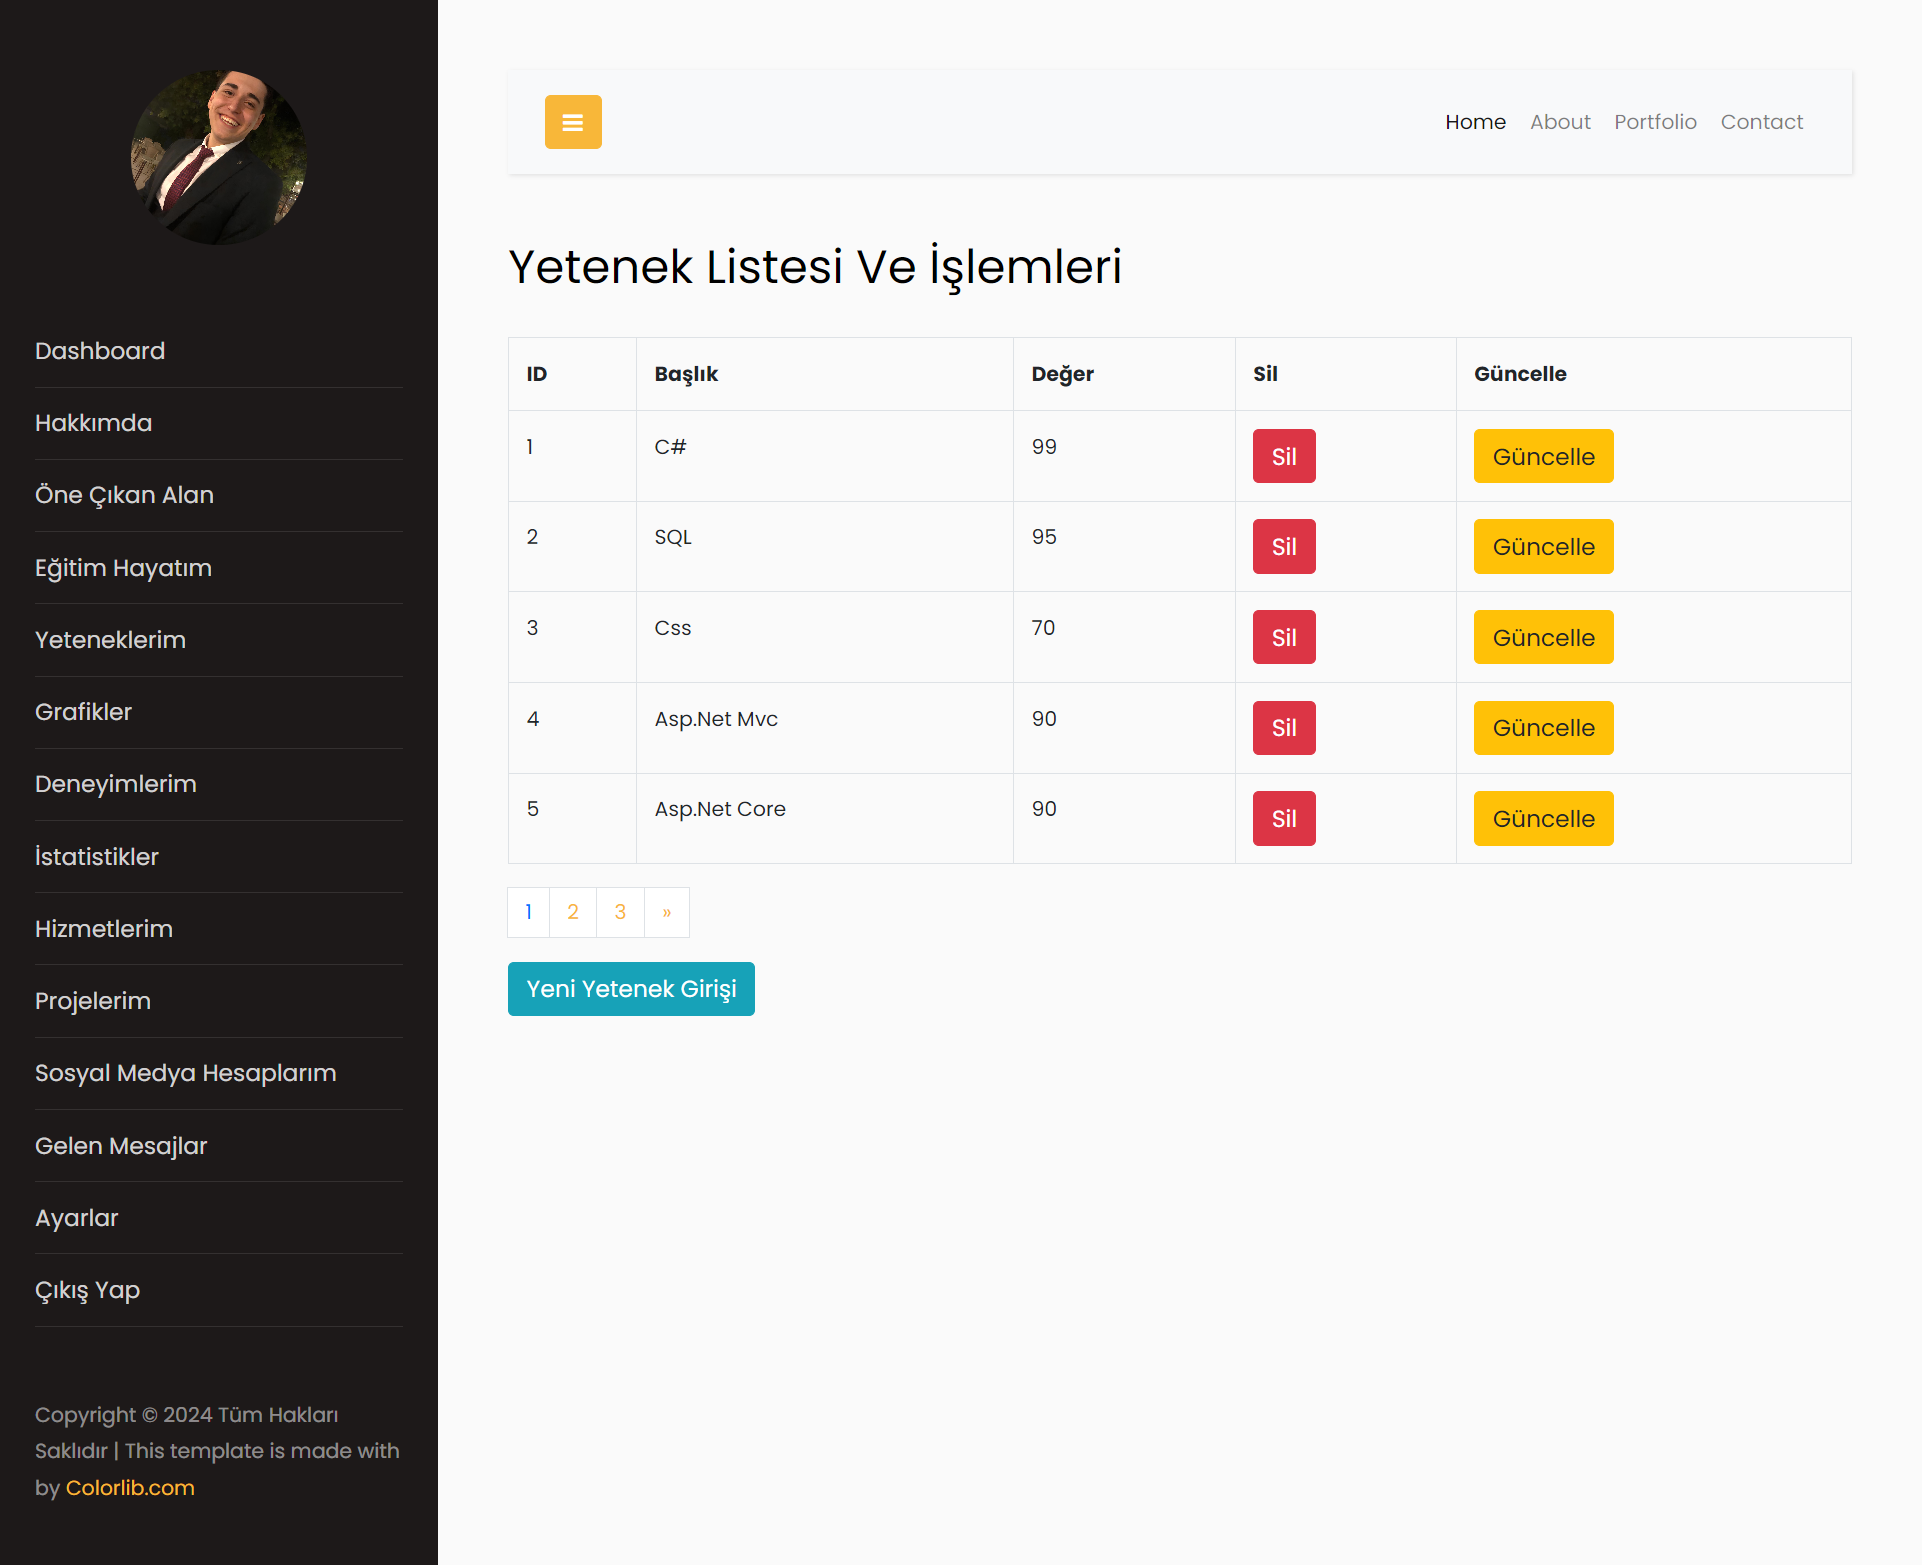 Dashboard
Hakkımda
Öne Çıkan Alan
Eğitim Hayatım
Yeteneklerim
Grafikler
Deneyimlerim
İstatistikler
Hizmetlerim
Projelerim
Sosyal Medya Hesaplarım
Gelen Mesajlar
Ayarlar
Çıkış Yap
Copyright © 2024 Tüm Hakları
Saklıdır | This template is made with
by Colorlib.com
Home About Portfolio Contact
Yetenek Listesi Ve İşlemleri
ID Başlık Değer Sil Güncelle
1 C# 99 Sil Güncelle
2 SQL 95 Sil Güncelle
3 Css 70 Sil Güncelle
4 Asp.Net Mvc 90 Sil Güncelle
5 Asp.Net Core 90 Sil Güncelle
1 2 3 »
Yeni Yetenek Girişi